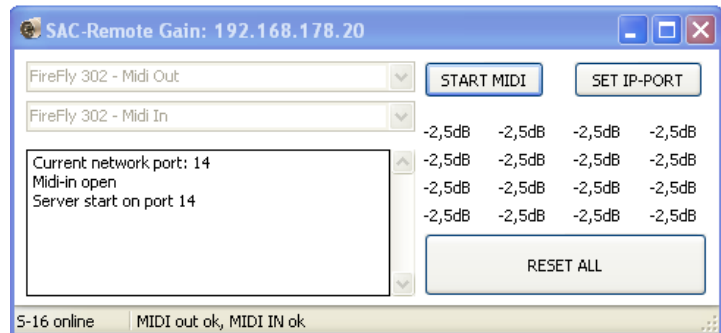 SAC-Remote Gain: 192.168.178.20
FireFly 302 - Midi Out
START MIDI
SET IP-PORT
FireFly 302 - Midi In
-2,5dB -2,5dB -2,5dB -2,5dB
-2,5dB -2,5dB -2,5dB -2,5dB
-2,5dB -2,5dB -2,5dB -2,5dB
-2,5dB -2,5dB -2,5dB -2,5dB
Current network port: 14
Midi-in open
Server start on port 14
RESET ALL
S-16 online
MIDI out ok, MIDI IN ok